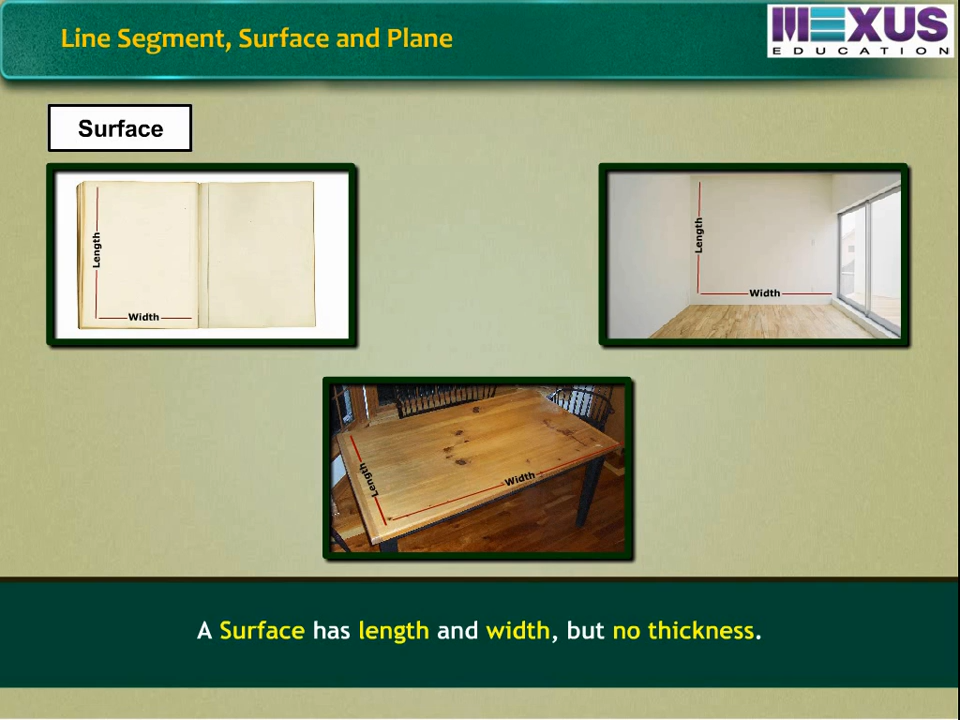 Line Segment, Surface and Plane
MEXUS
EDUCATION
Surface
Length
Width
Length
Width
Length
Width
A Surface has length and width, but no thickness.